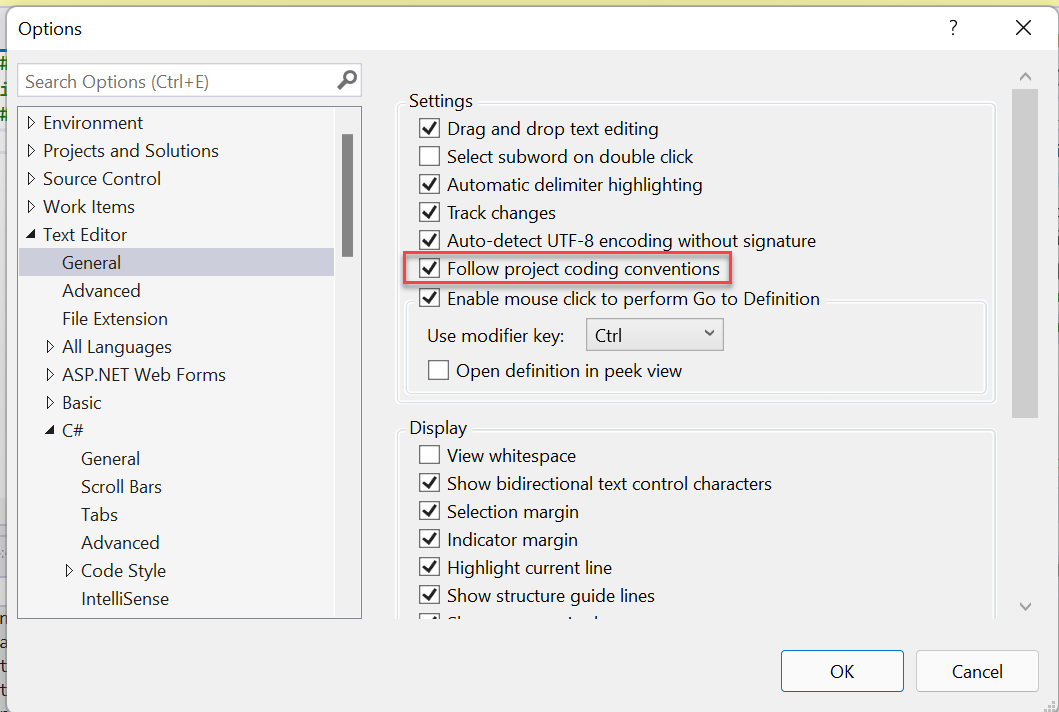 Options
?
Search Options (Ctrl+E)
Environment
Projects and Solutions
Source Control
Work Items
Text Editor
General
Advanced
File Extension
All Languages
ASP.NET Web Forms
Basic
C#
General
Scroll Bars
Tabs
Advanced
Code Style
IntelliSense
Settings
Drag and drop text editing
Select subword on double click
Automatic delimiter highlighting
Track changes
Auto-detect UTF-8 encoding without signature
Follow project coding conventions
Enable mouse click to perform Go to Definition
Use modifier key: Ctrl
Open definition in peek view
Display
View whitespace
Show bidirectional text control characters
Selection margin
Indicator margin
Highlight current line
Show structure guide lines
OK Cancel